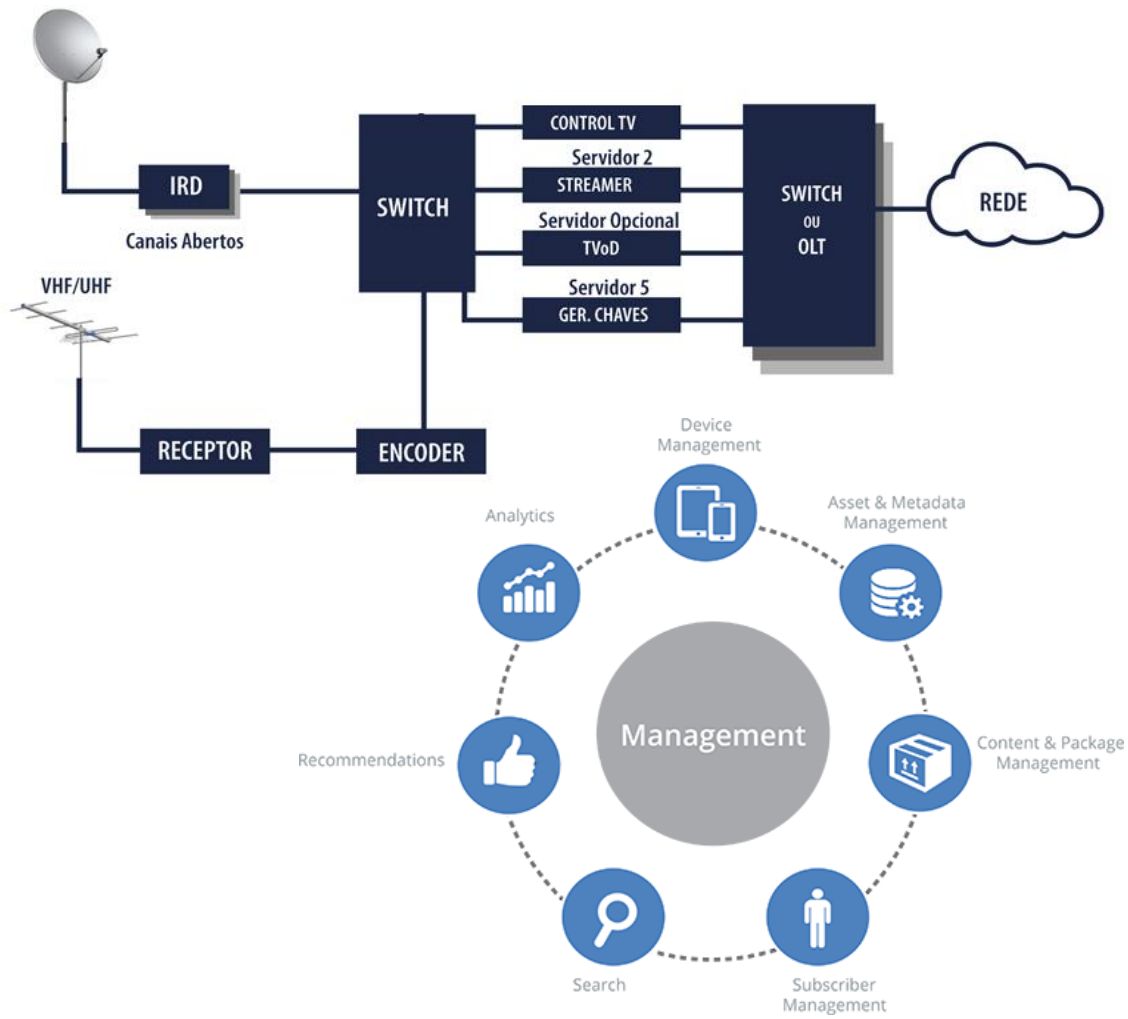 CONTROL TV
Servidor 2
IRD
STREAMER
SWITCH
Servidor Opcional
SWITCH
OU
OLT
REDE
Canais Abertos
TVoD
VHF/UHF
Servidor 5
GER. CHAVES
RECEPTOR
ENCODER
Device
Management
Analytics
Asset & Metadata
Management
Management
Recommendations
Content & Package
Management
Search
Subscriber
Management